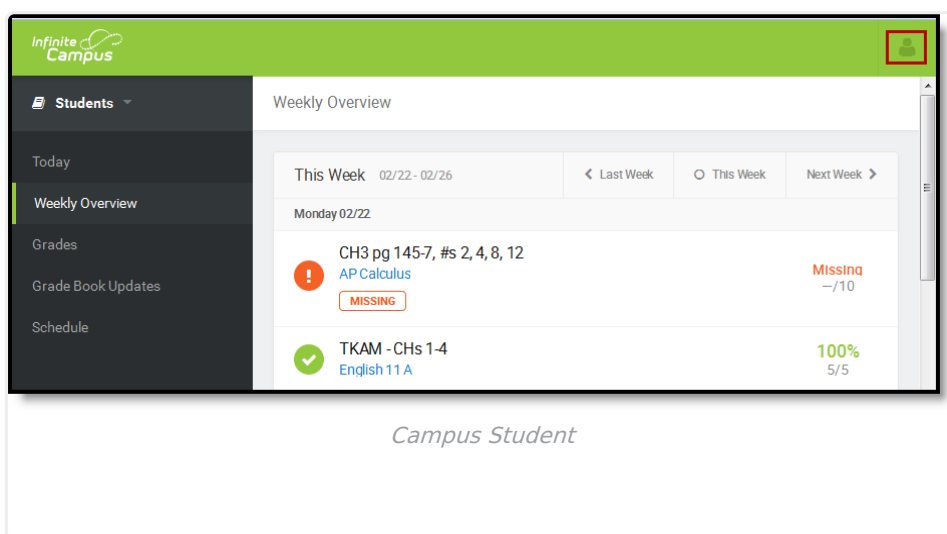 Infinite
Campus
Students
Weekly Overview
Today
Weekly Overview
Grades
Grade Book Updates
Schedule
This Week 02/22 - 02/26
Last Week
This Week
Next Week
Monday 02/22
CH3 pg 145-7, #s 2, 4, 8, 12
AP Calculus
MISSING
Missing
—/10
TKAM - CHs 1-4
English 11 A
100%
5/5
Campus Student